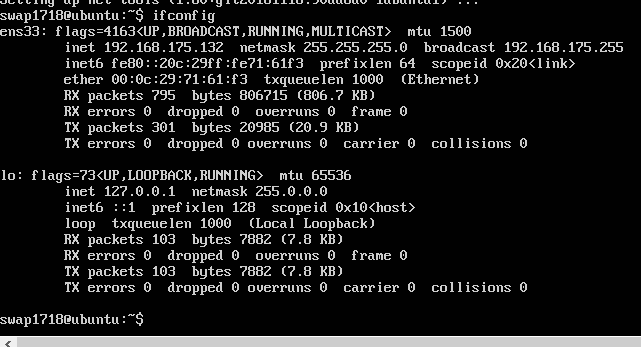 swap1718@ubuntu:~$ ifconfig
ens33: flags=4163<UP,BROADCAST,RUNNING,MULTICAST>  mtu 1500
        inet 192.168.175.132  netmask 255.255.255.0  broadcast 192.168.175.255
        inet6 fe80::20c:29ff:fe71:61f3  prefixlen 64  scopeid 0x20<link>
        ether 00:0c:29:71:61:f3  txqueuelen 1000  (Ethernet)
        RX packets 795  bytes 806715 (806.7 KB)
        RX errors 0  dropped 0  overruns 0  frame 0
        TX packets 301  bytes 20985 (20.9 KB)
        TX errors 0  dropped 0 overruns 0  carrier 0  collisions 0

lo: flags=73<UP,LOOPBACK,RUNNING>  mtu 65536
        inet 127.0.0.1  netmask 255.0.0.0
        inet6 ::1  prefixlen 128  scopeid 0x10<host>
        loop  txqueuelen 1000  (Local Loopback)
        RX packets 103  bytes 7882 (7.8 KB)
        RX errors 0  dropped 0  overruns 0  frame 0
        TX packets 103  bytes 7882 (7.8 KB)
        TX errors 0  dropped 0 overruns 0  carrier 0  collisions 0

swap1718@ubuntu:~$